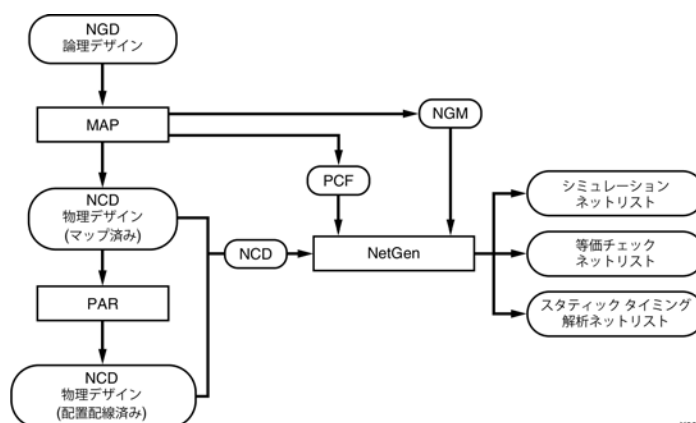 NGD
論理デザイン
MAP
NGM
PCF
NCD
物理デザイン
(マップ済み)
NCD
NetGen
シミュレーション
ネットリスト
等価チェック
ネットリスト
スタティック タイミング
解析ネットリスト
PAR
NCD
物理デザイン
(配置配線済み)